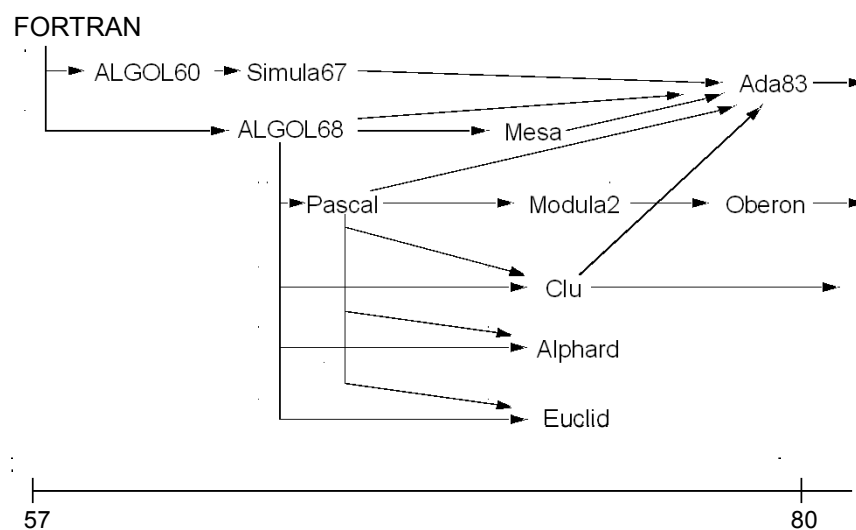 FORTRAN
ALGOL60 Simula67 Ada83
ALGOL68 Mesa
Pascal Modula2 Oberon
Clu
Alphard
Euclid
57 80